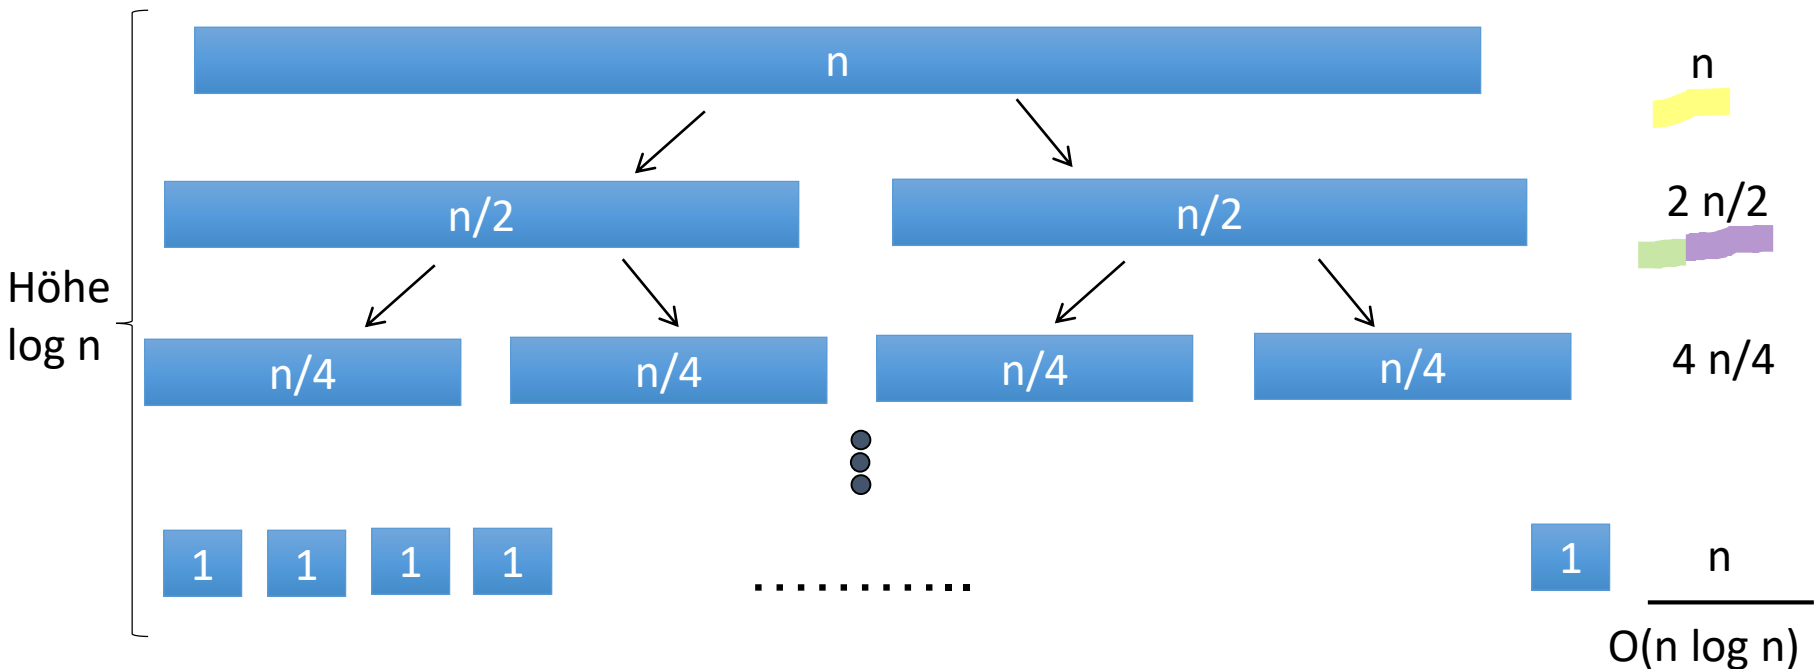 n n
n/2 n/2 2 n/2
Höhe
log n
n/4 n/4 n/4 n/4 4 n/4
1 1 1 1 ........... 1 n
O(n log n)